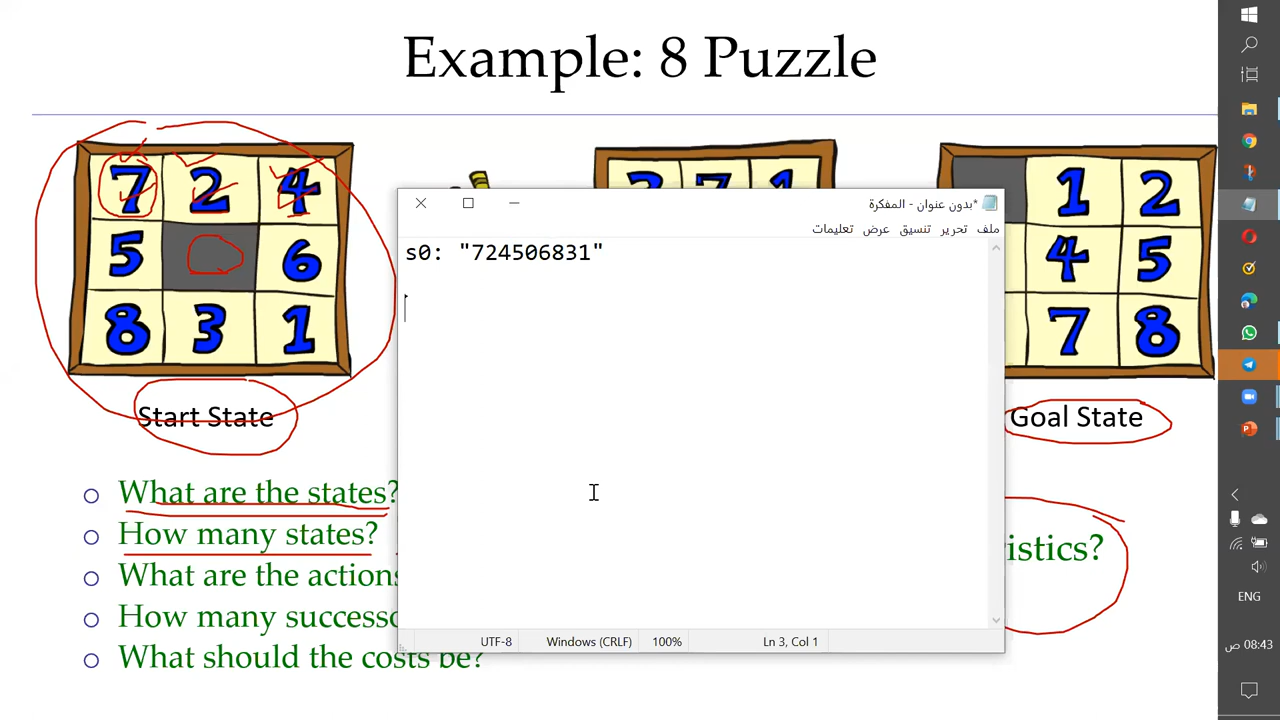 Example: 8 Puzzle
7 2 4
5 6
8 3 1
Start State
1 2
4 5
7 8
Goal State
What are the states?
How many states?
What are the actions
How many successo
What should the costs be?
istics?
*بدون عنوان - المفكرة
ملف تحرير تنسيق عرض تعليمات
s0: "724506831"
UTF-8 Windows (CRLF) 100% Ln 3, Col 1
ENG
08:43 ص